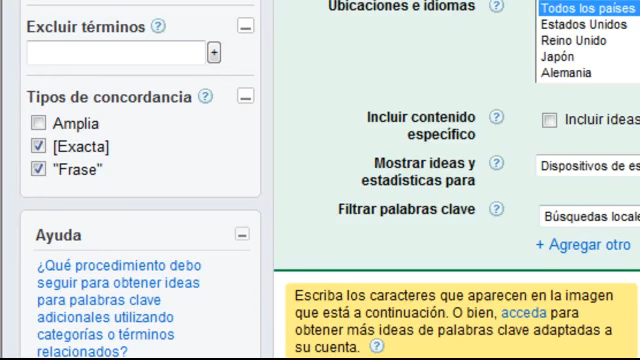 Excluir términos
+
Tipos de concordancia
Amplia
[Exacta]
"Frase"
Ayuda
¿Qué procedimiento debo
seguir para obtener ideas
para palabras clave
adicionales utilizando
categorías o términos
relacionados?
Ubicaciones e idiomas
Todos los países
Estados Unidos
Reino Unido
Japón
Alemania
Incluir contenido
específico
Incluir ideas
Mostrar ideas y
estadísticas para
Dispositivos de es
Filtrar palabras clave
Búsquedas locale
+ Agregar otro
Escriba los caracteres que aparecen en la imagen
que está a continuación. O bien, acceda para
obtener más ideas de palabras clave adaptadas a
su cuenta.